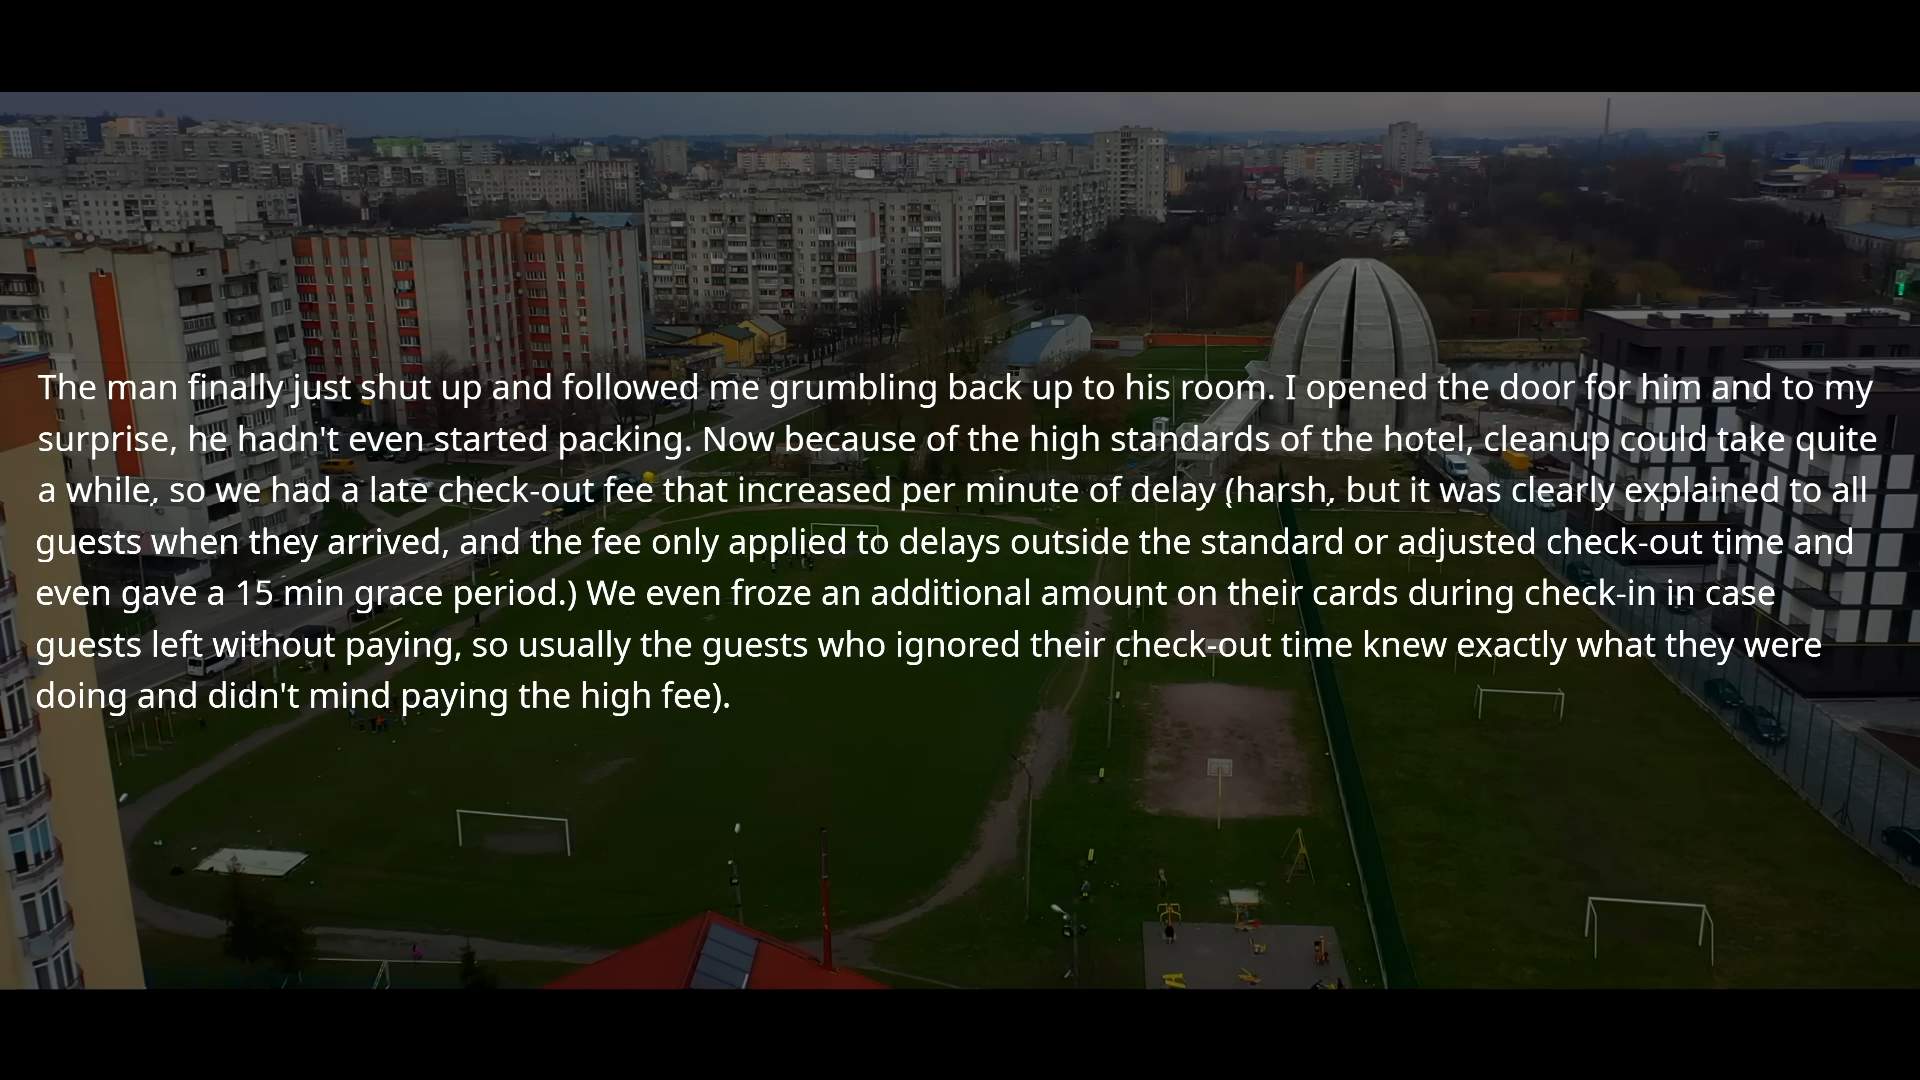 The man finally just shut up and followed me grumbling back up to his room. I opened the door for him and to my
surprise, he hadn't even started packing. Now because of the high standards of the hotel, cleanup could take quite
a while, so we had a late check-out fee that increased per minute of delay (harsh, but it was clearly explained to all
guests when they arrived, and the fee only applied to delays outside the standard or adjusted check-out time and
even gave a 15 min grace period.) We even froze an additional amount on their cards during check-in in case
guests left without paying, so usually the guests who ignored their check-out time knew exactly what they were
doing and didn't mind paying the high fee).